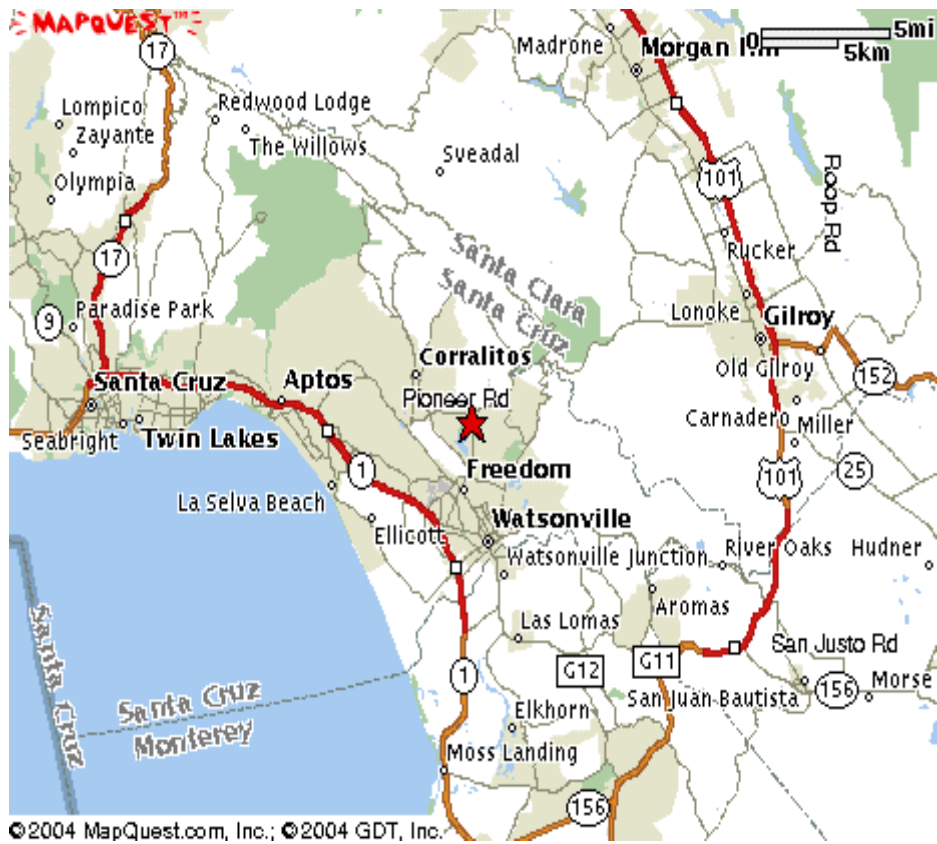 MAPQUEST™
0
5mi
5km
17
Madrone
Morgan Hill
Lompico
Redwood Lodge
Zayante
The Willows
Sveadal
Olympia
101
Roop Rd
17
Santa Clara
Santa Cruz
Rucker
9
Paradise Park
Lonoke
Gilroy
Corralitos
Old Gilroy
152
Santa Cruz
Aptos
Pioneer Rd
Carnadero
Miller
Seabright
Twin Lakes
1
Freedom
101
25
La Selva Beach
Ellicott
Watsonville
Watsonville Junction
River Oaks
Hudner
Aromas
Las Lomas
San Justo Rd
G12
G11
1
Santa Cruz
Santa Cruz
Monterey
San Juan Bautista
156
Morse
Elkhorn
Moss Landing
156
©2004 MapQuest.com, Inc.; ©2004 GDT, Inc.